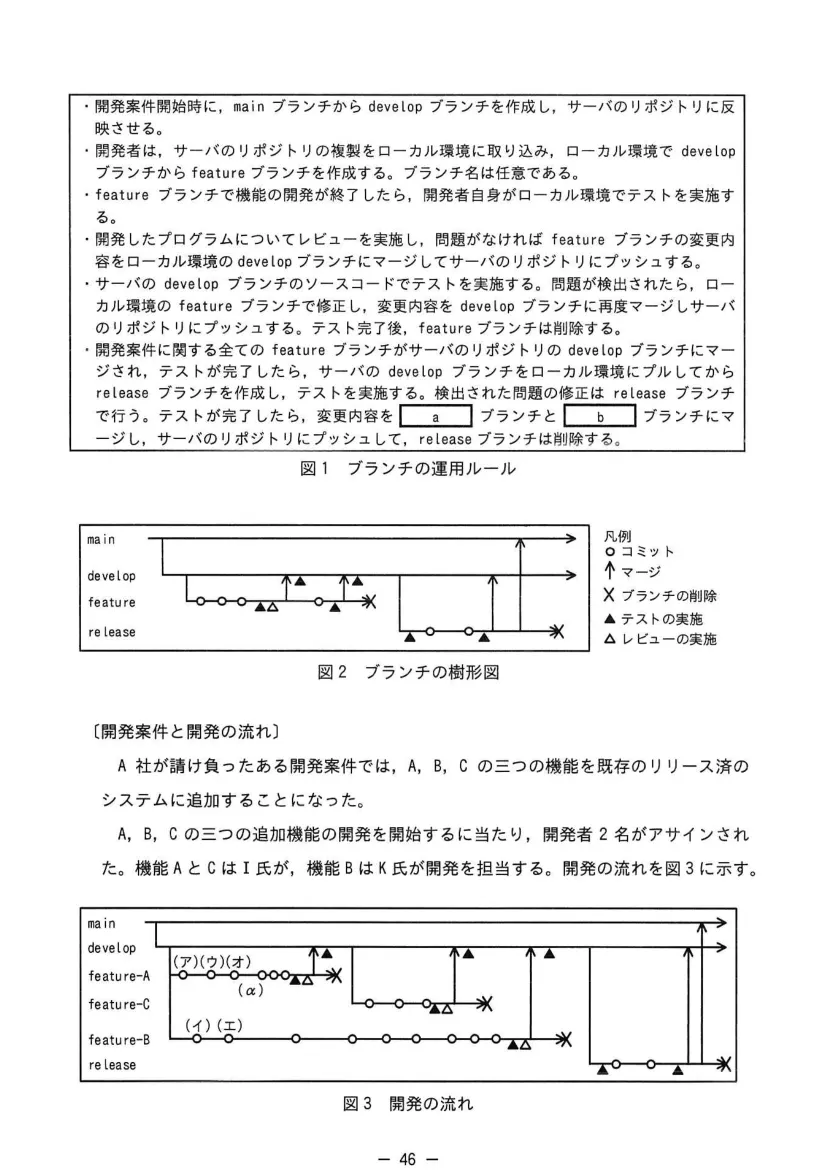 ・開発案件開始時に，main ブランチから develop ブランチを作成し，サーバのリポジトリに反
映させる。
・開発者は，サーバのリポジトリの複製をローカル環境に取り込み，ローカル環境で develop
ブランチから feature ブランチを作成する。ブランチ名は任意である。
・feature ブランチで機能の開発が終了したら，開発者自身がローカル環境でテストを実施す
る。
・開発したプログラムについてレビューを実施し，問題がなければ feature ブランチの変更内
容をローカル環境の develop ブランチにマージしてサーバのリポジトリにプッシュする。
・サーバの develop ブランチのソースコードでテストを実施する。問題が検出されたら，ロー
カル環境の feature ブランチで修正し，変更内容を develop ブランチに再度マージしサーバ
のリポジトリにプッシュする。テスト完了後，feature ブランチは削除する。
・開発案件に関する全ての feature ブランチがサーバのリポジトリの develop ブランチにマー
ジされ，テストが完了したら，サーバの develop ブランチをローカル環境にプルしてから
release ブランチを作成し，テストを実施する。検出された問題の修正は release ブランチ
で行う。テストが完了したら，変更内容を a ブランチと b ブランチにマ
ージし，サーバのリポジトリにプッシュして，release ブランチは削除する。
図1 ブランチの運用ルール
main
develop
feature
release
凡例
コミット
マージ
ブランチの削除
テストの実施
レビューの実施
図2 ブランチの樹形図
〔開発案件と開発の流れ〕
A 社が請け負ったある開発案件では，A，B，C の三つの機能を既存のリリース済の
システムに追加することになった。
A，B，C の三つの追加機能の開発を開始するに当たり，開発者 2 名がアサインされ
た。機能 A と C は I 氏が，機能 B は K 氏が開発を担当する。開発の流れを図 3 に示す。
main
develop
(ア)(ウ)(オ)
feature-A
(α)
feature-C
(イ)(エ)
feature-B
release
図3 開発の流れ
− 46 −